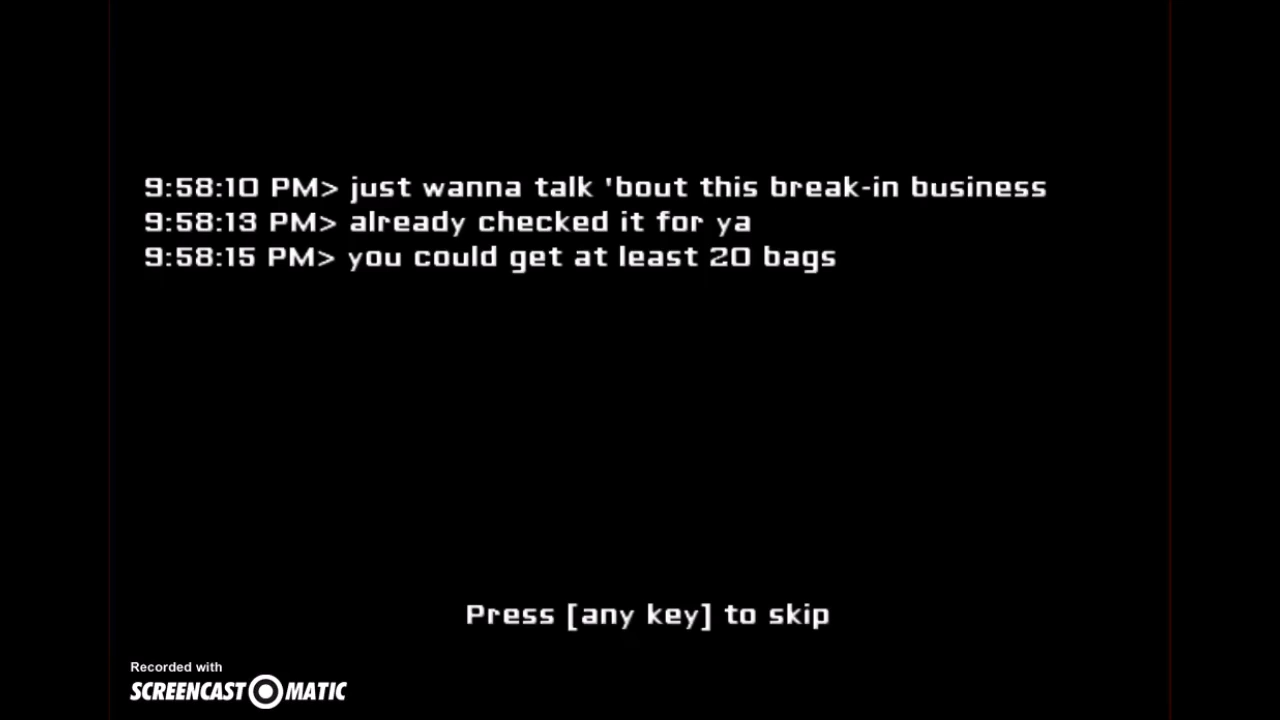 9:58:10 PM> just wanna talk 'bout this break-in business
9:58:13 PM> already checked it for ya
9:58:15 PM> you could get at least 20 bags
Press [any key] to skip
Recorded with
SCREENCAST-O-MATIC